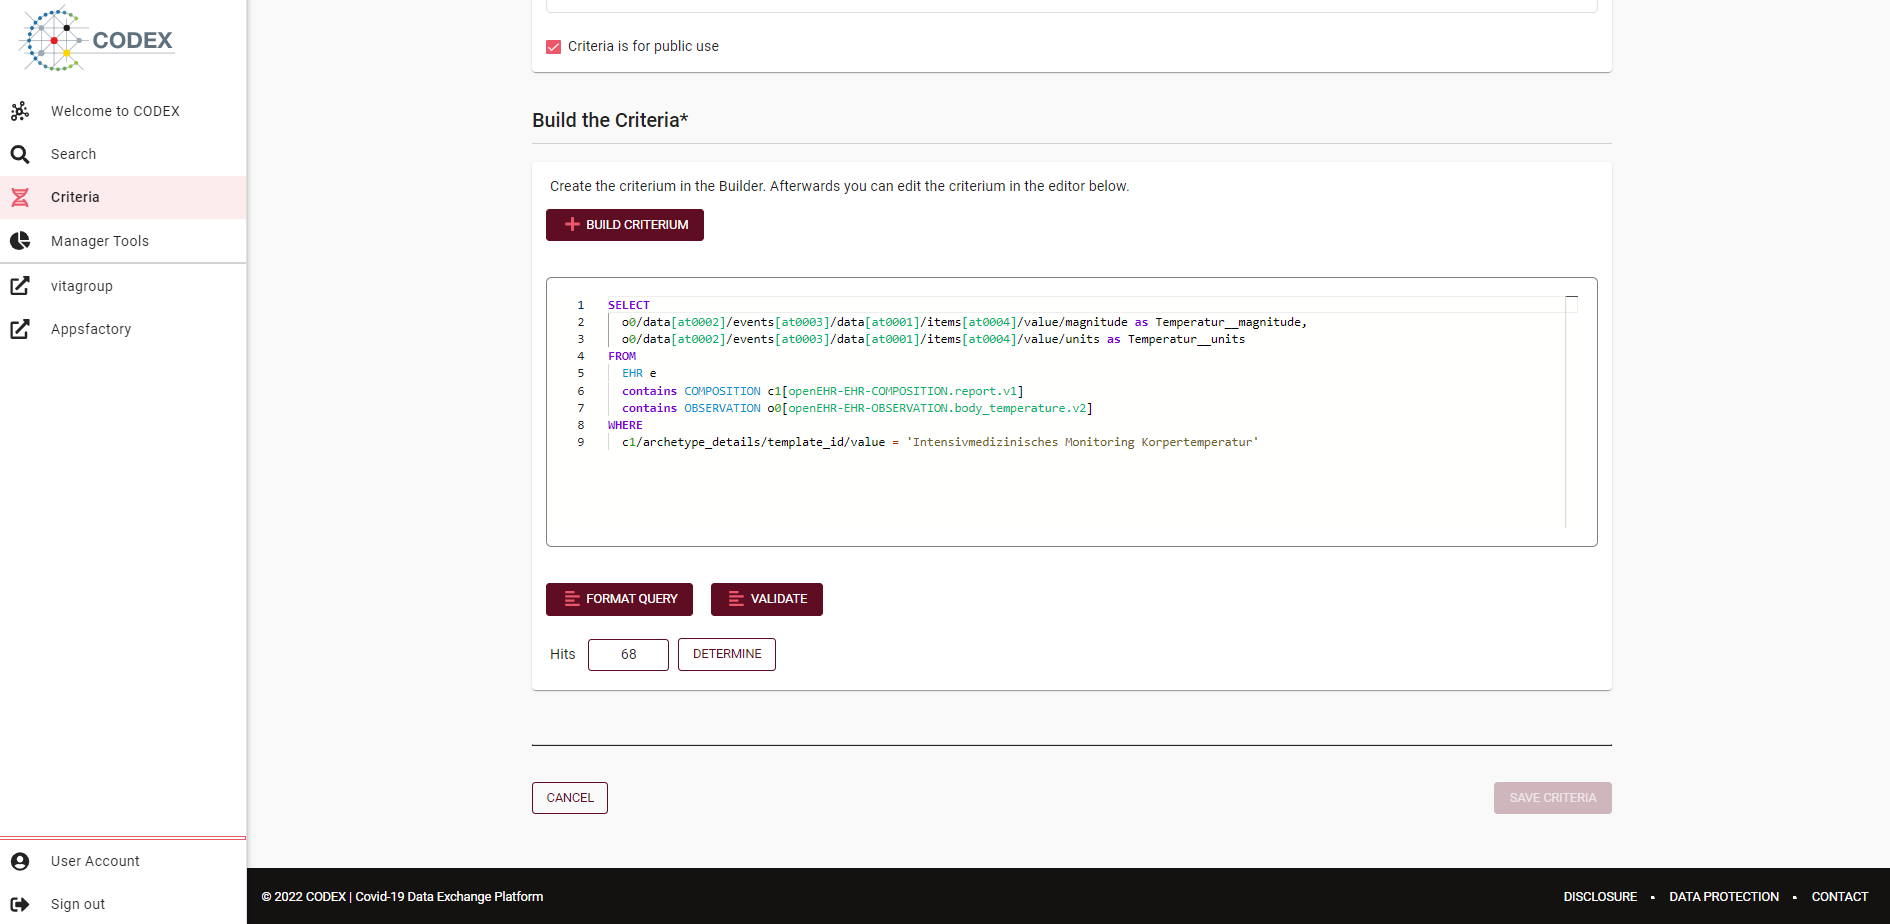 CODEX
Welcome to CODEX
Search
Criteria
Manager Tools
vitagroup
Appsfactory
User Account
Sign out
Criteria is for public use
Build the Criteria*
Create the criterium in the Builder. Afterwards you can edit the criterium in the editor below.
BUILD CRITERIUM
1 SELECT
2 o0/data[at0002]/events[at0003]/data[at0001]/items[at0004]/value/magnitude as Temperatur__magnitude,
3 o0/data[at0002]/events[at0003]/data[at0001]/items[at0004]/value/units as Temperatur__units
4 FROM
5 EHR e
6 contains COMPOSITION c1[openEHR-EHR-COMPOSITION.report.v1]
7 contains OBSERVATION o0[openEHR-EHR-OBSERVATION.body_temperature.v2]
8 WHERE
9 c1/archetype_details/template_id/value = 'Intensivmedizinisches Monitoring Korpertemperatur'
FORMAT QUERY VALIDATE
Hits 68 DETERMINE
CANCEL SAVE CRITERIA
© 2022 CODEX | Covid-19 Data Exchange Platform DISCLOSURE • DATA PROTECTION • CONTACT